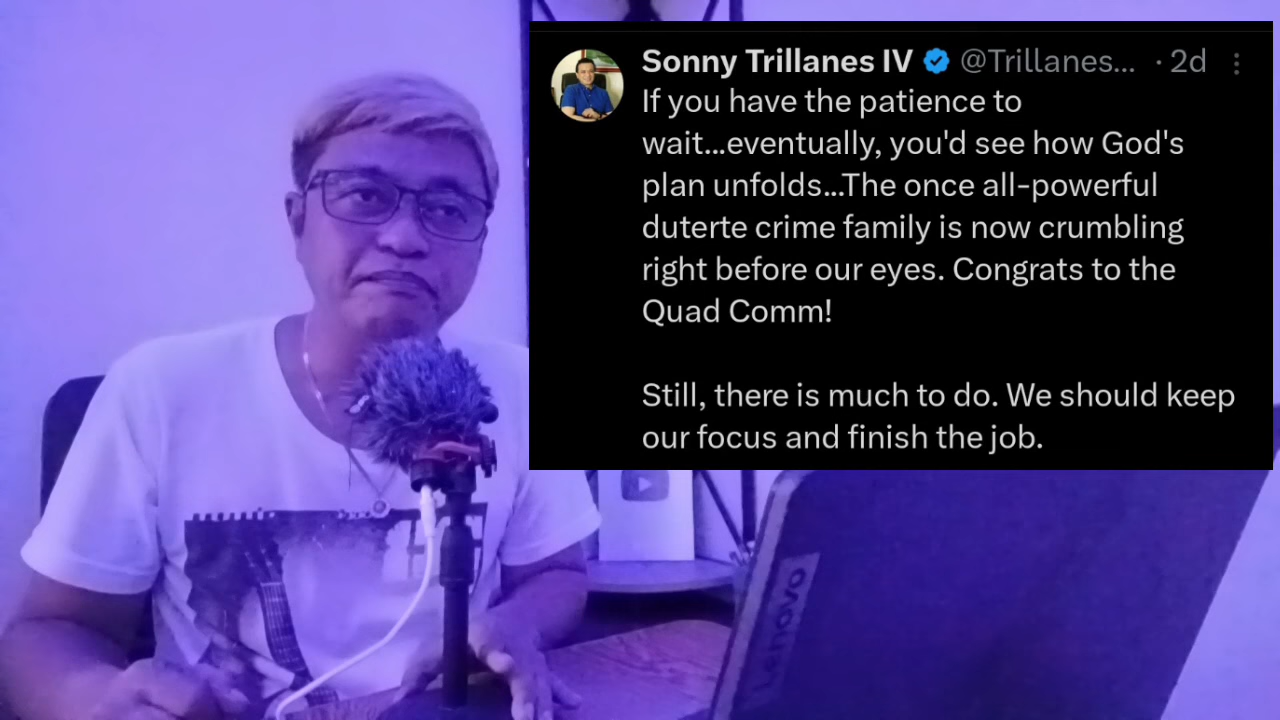 Sonny Trillanes IV @Trillanes... · 2d
If you have the patience to
wait...eventually, you'd see how God's
plan unfolds...The once all-powerful
duterte crime family is now crumbling
right before our eyes. Congrats to the
Quad Comm!
Still, there is much to do. We should keep
our focus and finish the job.
Lenovo